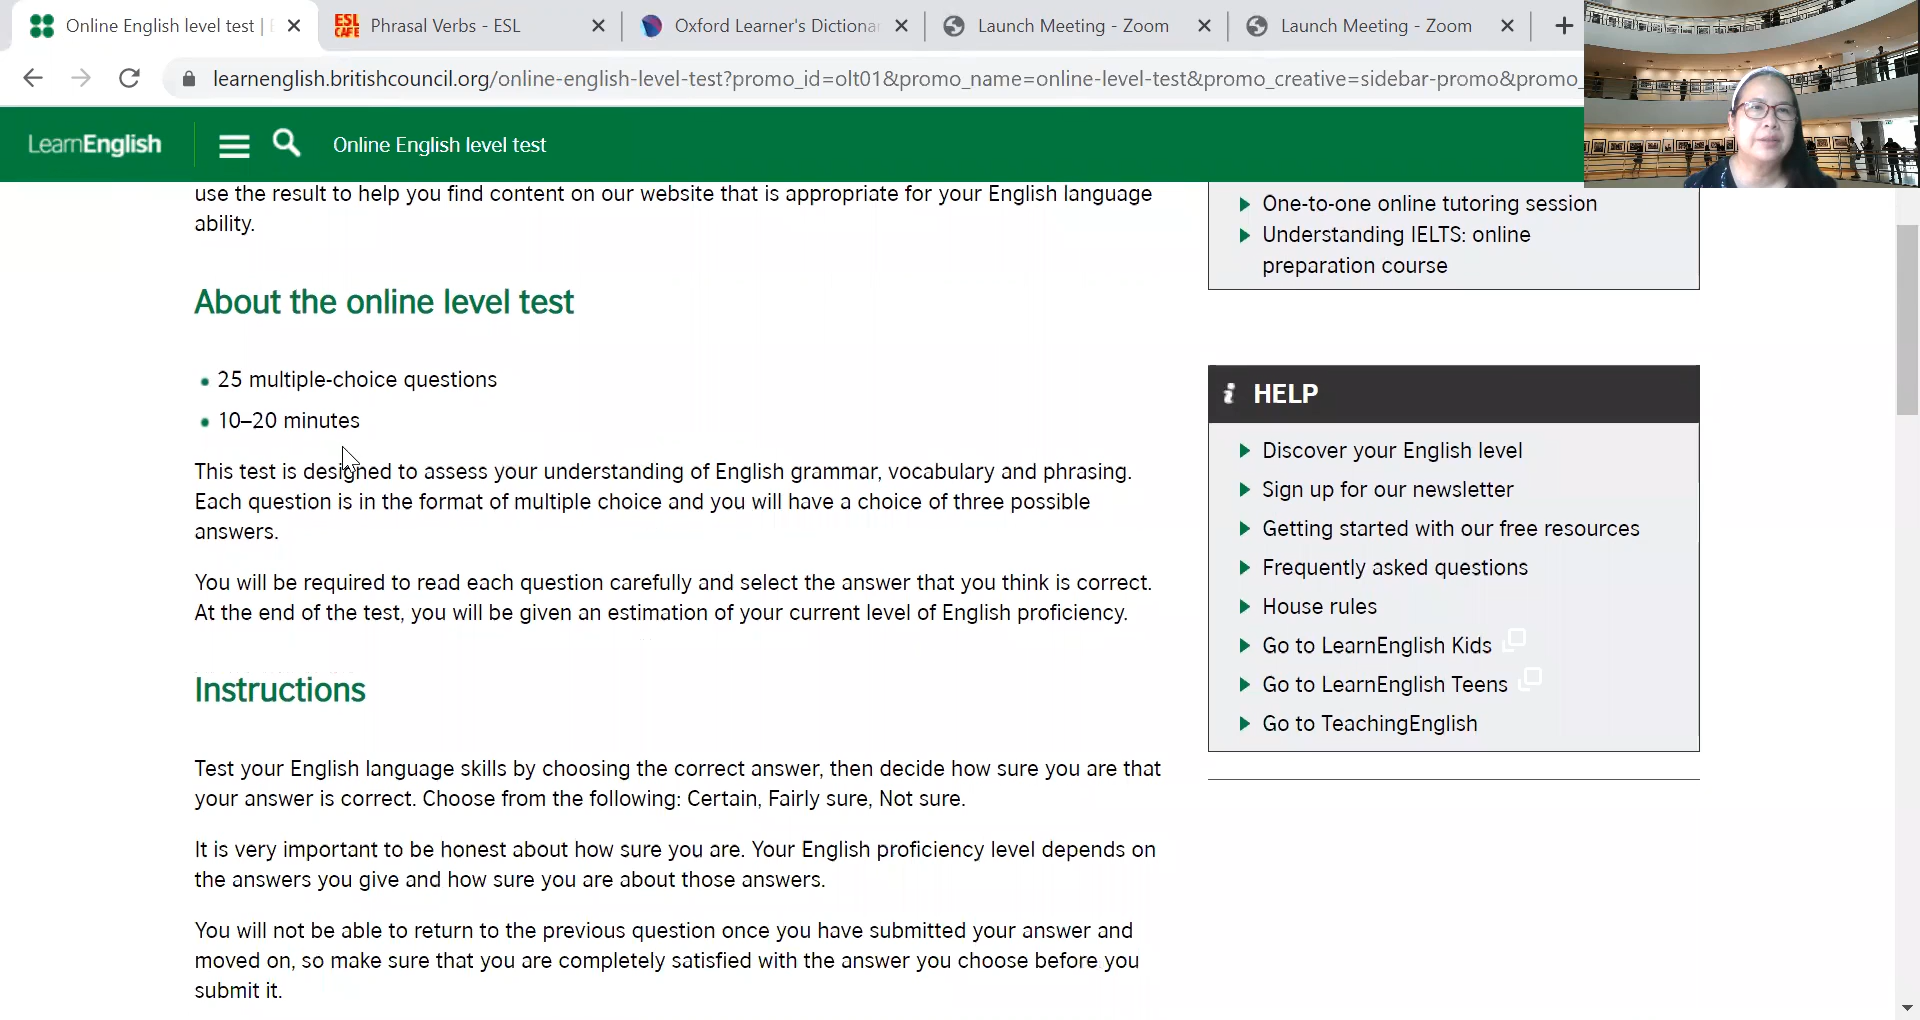 Online English level test | E
ESL CAFE
Phrasal Verbs - ESL
Oxford Learner's Dictionar
Launch Meeting - Zoom
Launch Meeting - Zoom
learnenglish.britishcouncil.org/online-english-level-test?promo_id=olt01&promo_name=online-level-test&promo_creative=sidebar-promo&promo_
LearnEnglish
Online English level test
use the result to help you find content on our website that is appropriate for your English language
ability.
About the online level test
25 multiple-choice questions
10–20 minutes
This test is designed to assess your understanding of English grammar, vocabulary and phrasing.
Each question is in the format of multiple choice and you will have a choice of three possible
answers.
You will be required to read each question carefully and select the answer that you think is correct.
At the end of the test, you will be given an estimation of your current level of English proficiency.
Instructions
Test your English language skills by choosing the correct answer, then decide how sure you are that
your answer is correct. Choose from the following: Certain, Fairly sure, Not sure.
It is very important to be honest about how sure you are. Your English proficiency level depends on
the answers you give and how sure you are about those answers.
You will not be able to return to the previous question once you have submitted your answer and
moved on, so make sure that you are completely satisfied with the answer you choose before you
submit it.
One-to-one online tutoring session
Understanding IELTS: online
preparation course
HELP
Discover your English level
Sign up for our newsletter
Getting started with our free resources
Frequently asked questions
House rules
Go to LearnEnglish Kids
Go to LearnEnglish Teens
Go to TeachingEnglish